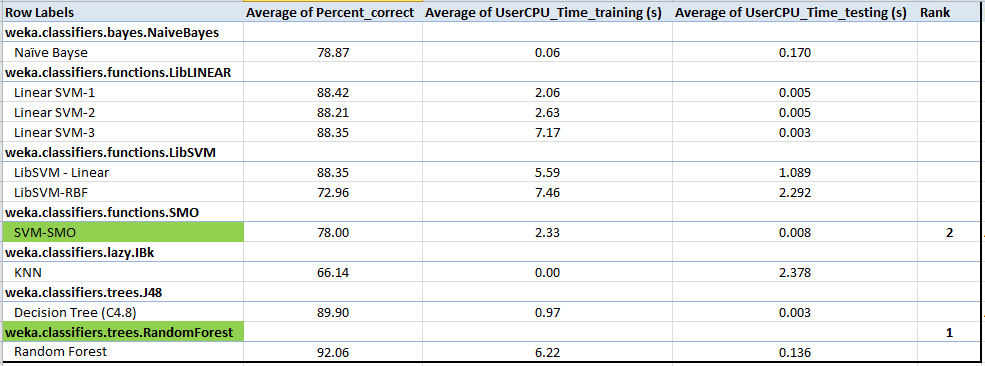 Row Labels Average of Percent_correct Average of UserCPU_Time_training (s) Average of UserCPU_Time_testing (s) Rank
weka.classifiers.bayes.NaiveBayes
Naïve Bayse 78.87 0.06 0.170
weka.classifiers.functions.LibLINEAR
Linear SVM-1 88.42 2.06 0.005
Linear SVM-2 88.21 2.63 0.005
Linear SVM-3 88.35 7.17 0.003
weka.classifiers.functions.LibSVM
LibSVM - Linear 88.35 5.59 1.089
LibSVM-RBF 72.96 7.46 2.292
weka.classifiers.functions.SMO
SVM-SMO 78.00 2.33 0.008 2
weka.classifiers.lazy.IBk
KNN 66.14 0.00 2.378
weka.classifiers.trees.J48
Decision Tree (C4.8) 89.90 0.97 0.003
weka.classifiers.trees.RandomForest 1
Random Forest 92.06 6.22 0.136